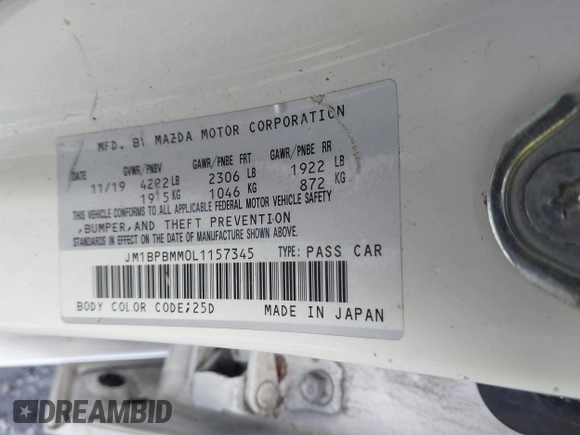 MFD. BY MAZDA MOTOR CORPORATION
DATE GVWR/PNBV GAWR/PNBE FRT GAWR/PNBE RR
11/19 4222 LB 2306 LB 1922 LB
1915 KG 1046 KG 872 KG
THIS VEHICLE CONFORMS TO ALL APPLICABLE FEDERAL MOTOR VEHICLE SAFETY
,BUMPER,AND THEFT PREVENTION
STANDARDS IN EFFECT ON THE DATE OF MANUFACTURE SHOWN ABOVE.
JM1BPBMM0L1157345 TYPE: PASS CAR
BODY COLOR CODE;25D MADE IN JAPAN
DREAMBID